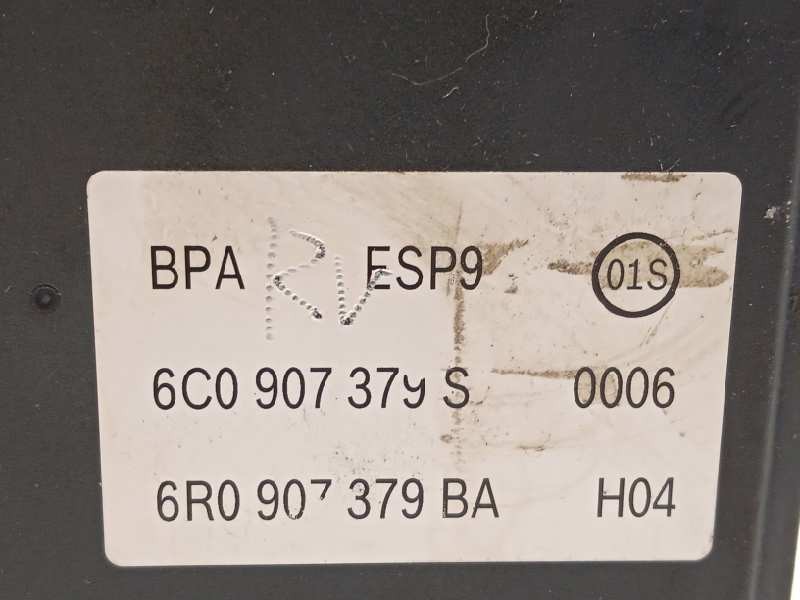 BPA RV ESP9 01S
6C0 907 379 S 0006
6R0 907 379 BA H04